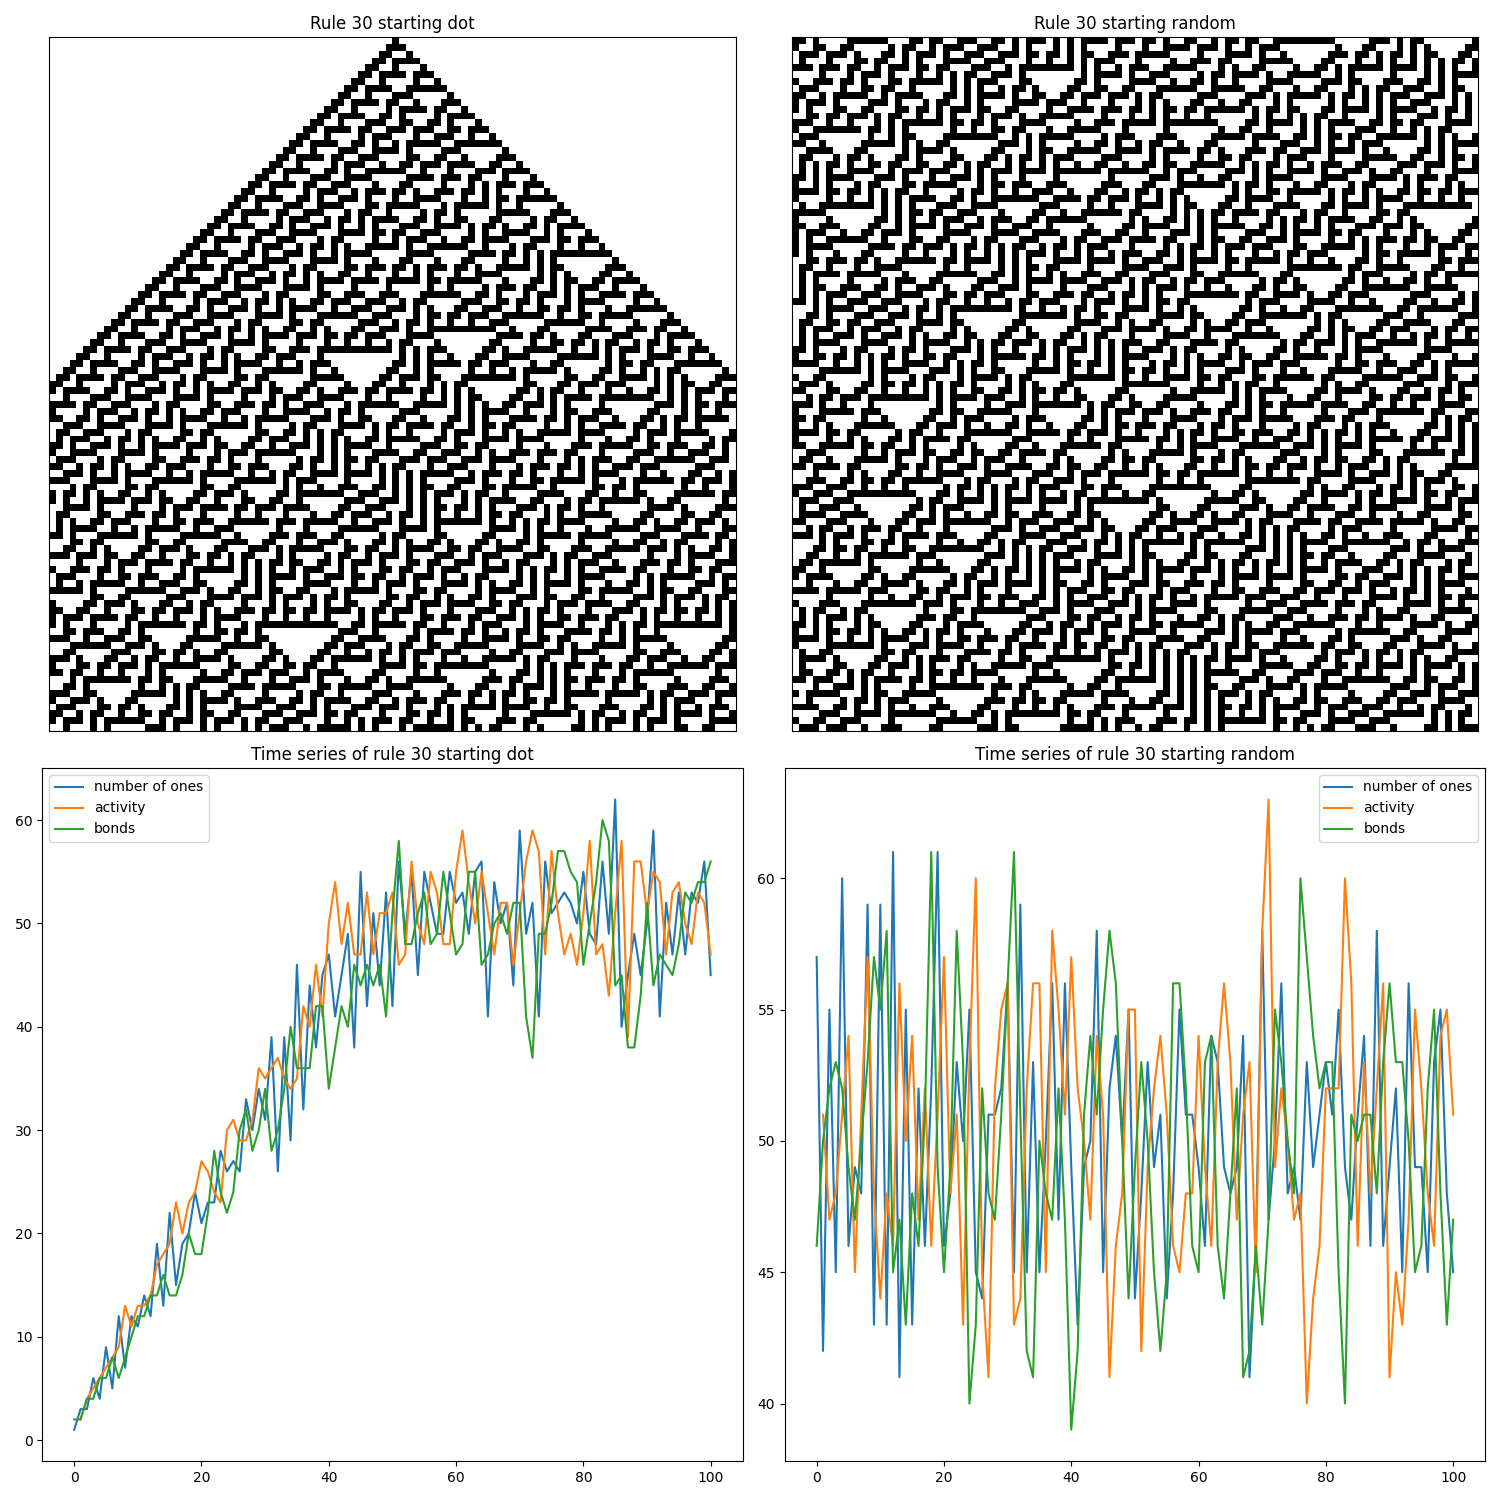 Rule 30 starting dot
Rule 30 starting random
Time series of rule 30 starting dot
number of ones
activity
bonds
60
50
40
30
20
10
0
0 20 40 60 80 100
Time series of rule 30 starting random
number of ones
activity
bonds
60
55
50
45
40
0 20 40 60 80 100